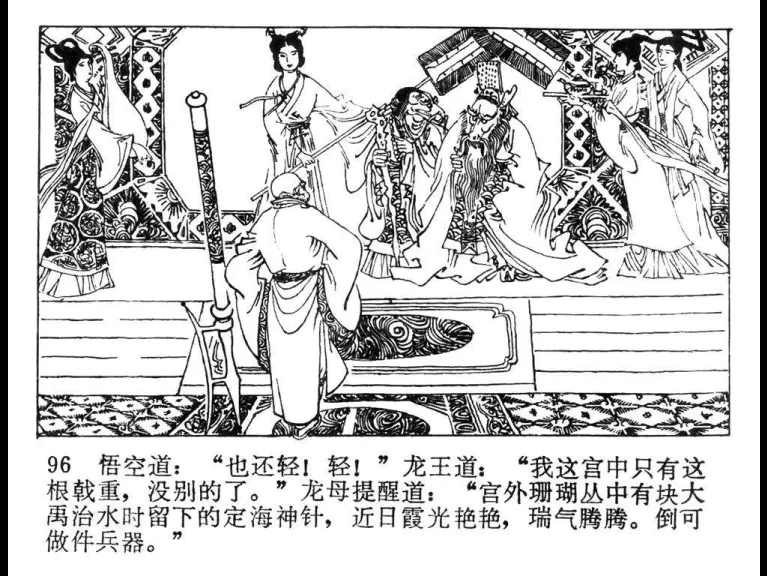 96 悟空道：“也还轻！轻！”龙王道：“我这宫中只有这
根戟重，没别的了。”龙母提醒道：“宫外珊瑚丛中有块大
禹治水时留下的定海神针，近日霞光艳艳，瑞气腾腾。倒可
做件兵器。”